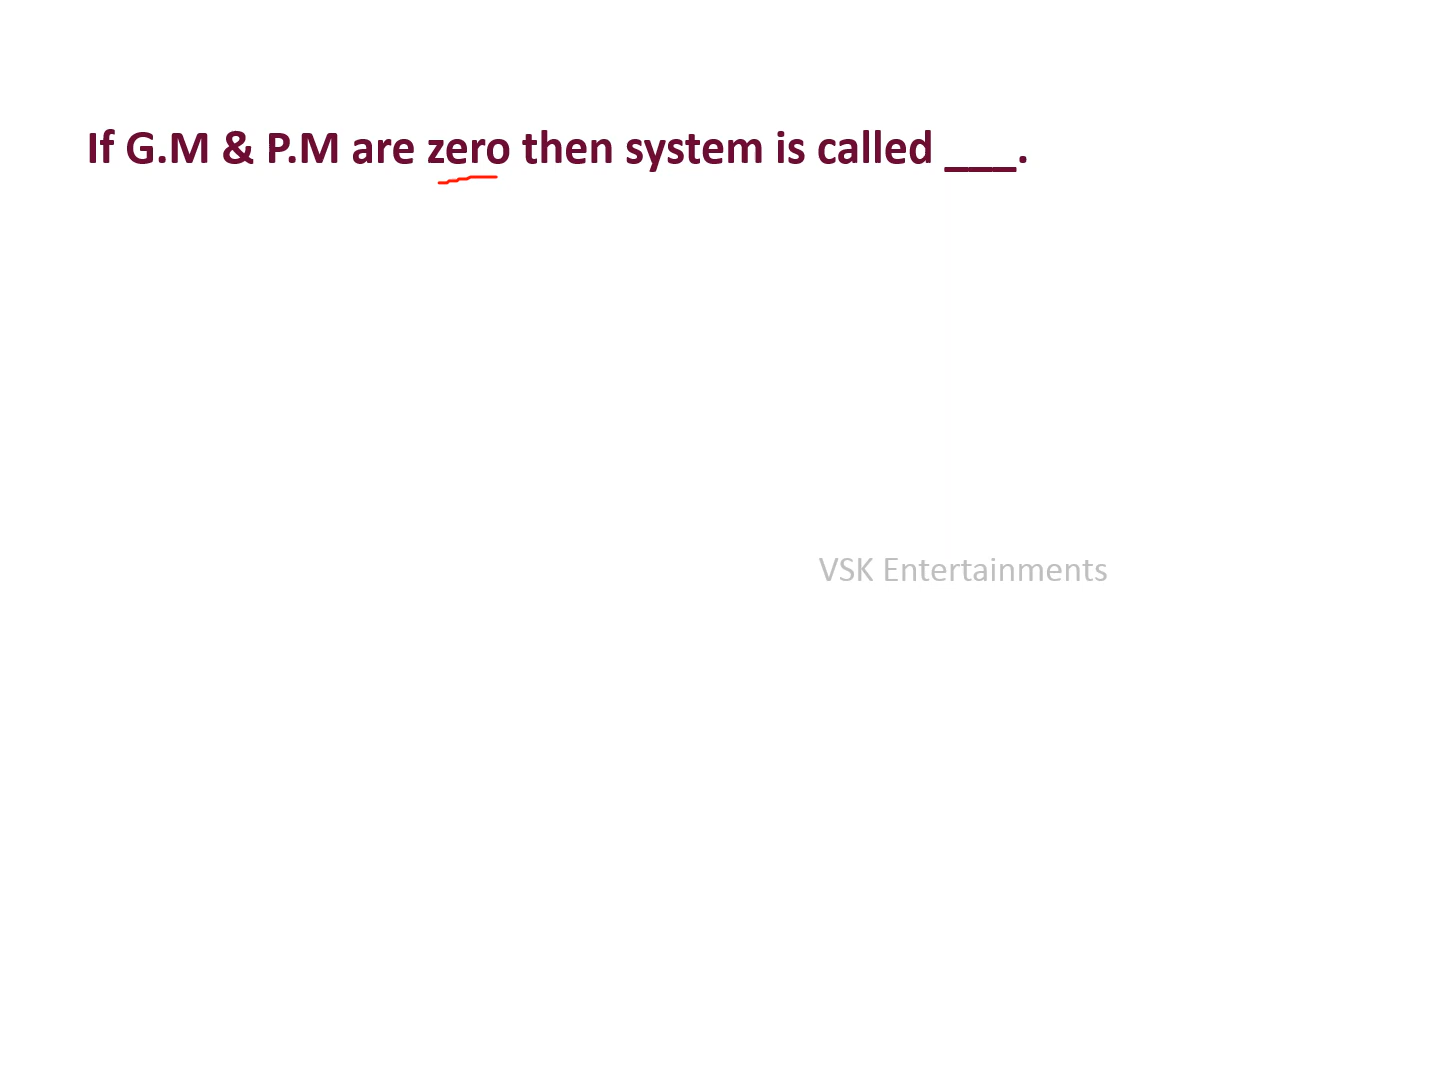 If G.M & P.M are zero then system is called ___.
VSK Entertainments